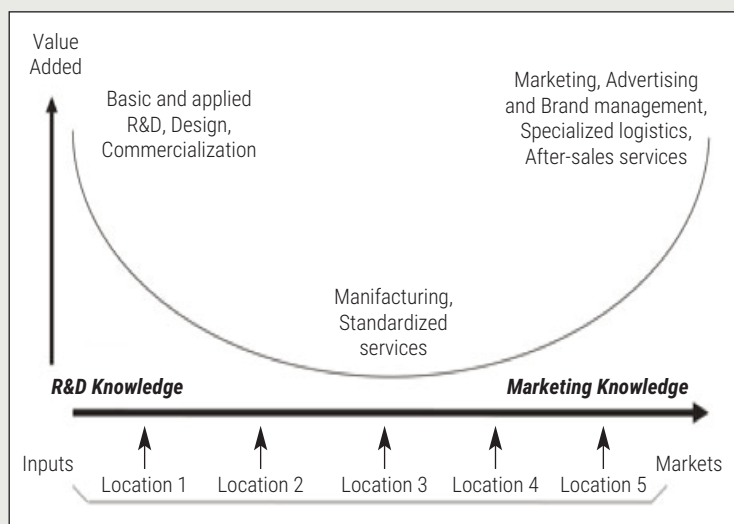 Value
Added
Basic and applied
R&D, Design,
Commercialization
Marketing, Advertising
and Brand management,
Specialized logistics,
After-sales services
Manifacturing,
Standardized
services
R&D Knowledge
Marketing Knowledge
Inputs
Location 1
Location 2
Location 3
Location 4
Location 5
Markets